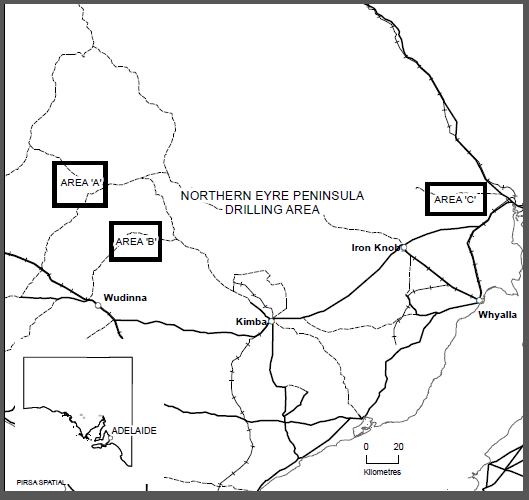 AREA 'A'
NORTHERN EYRE PENINSULA
DRILLING AREA
AREA 'C'
AREA 'B'
Iron Knob
Wudinna
Whyalla
Kimba
ADELAIDE
0 20
Kilometres
PIRSA SPATIAL